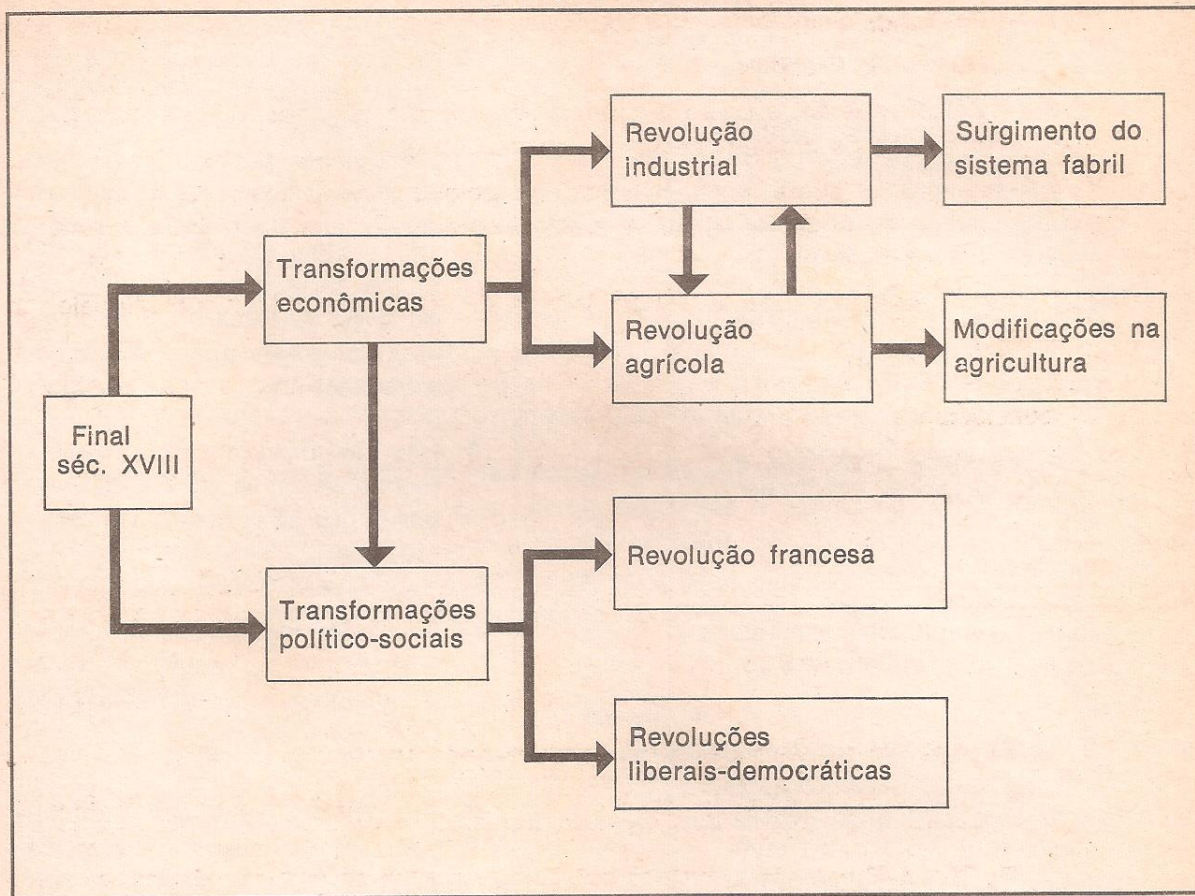 Final
séc. XVIII
Transformações
econômicas
Revolução
industrial
Surgimento do
sistema fabril
Revolução
agrícola
Modificações na
agricultura
Transformações
político-sociais
Revolução francesa
Revoluções
liberais-democráticas